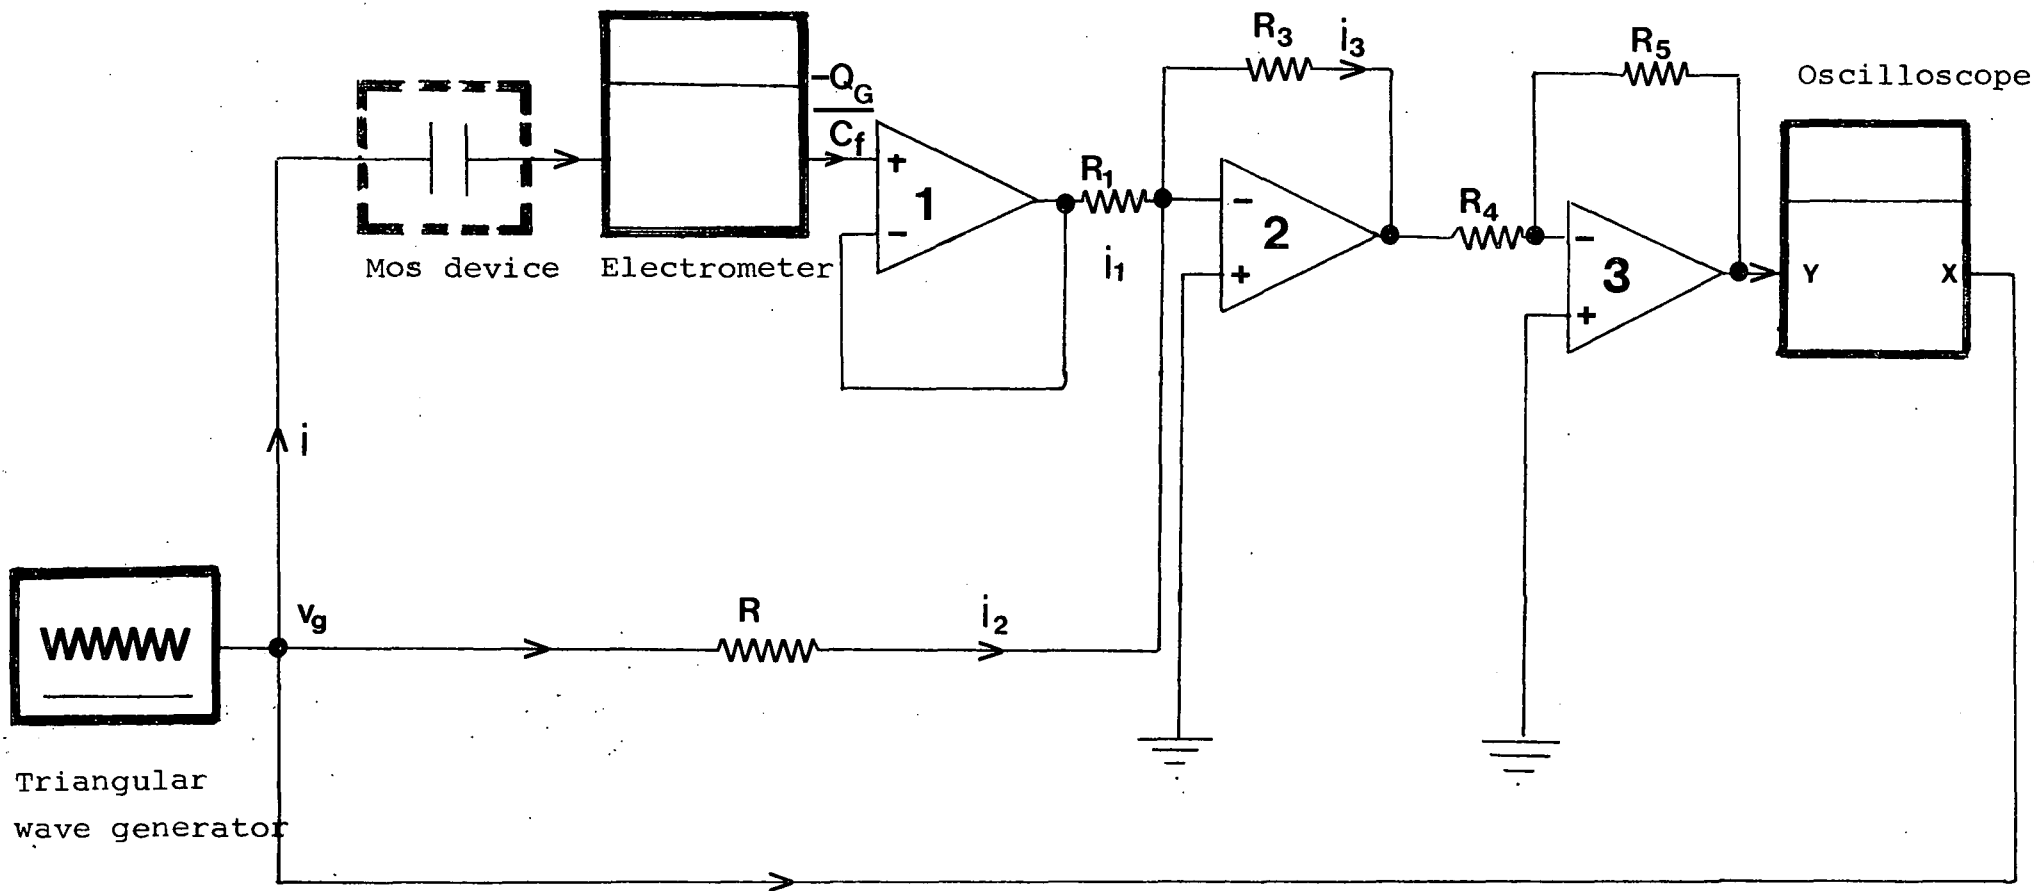 R3
i3
R5
Oscilloscope
-QG
Cf
+
-
1
R1
i1
-
+
2
R4
-
+
3
Y X
Mos device
Electrometer
i
vg
R
i2
Triangular
wave generator